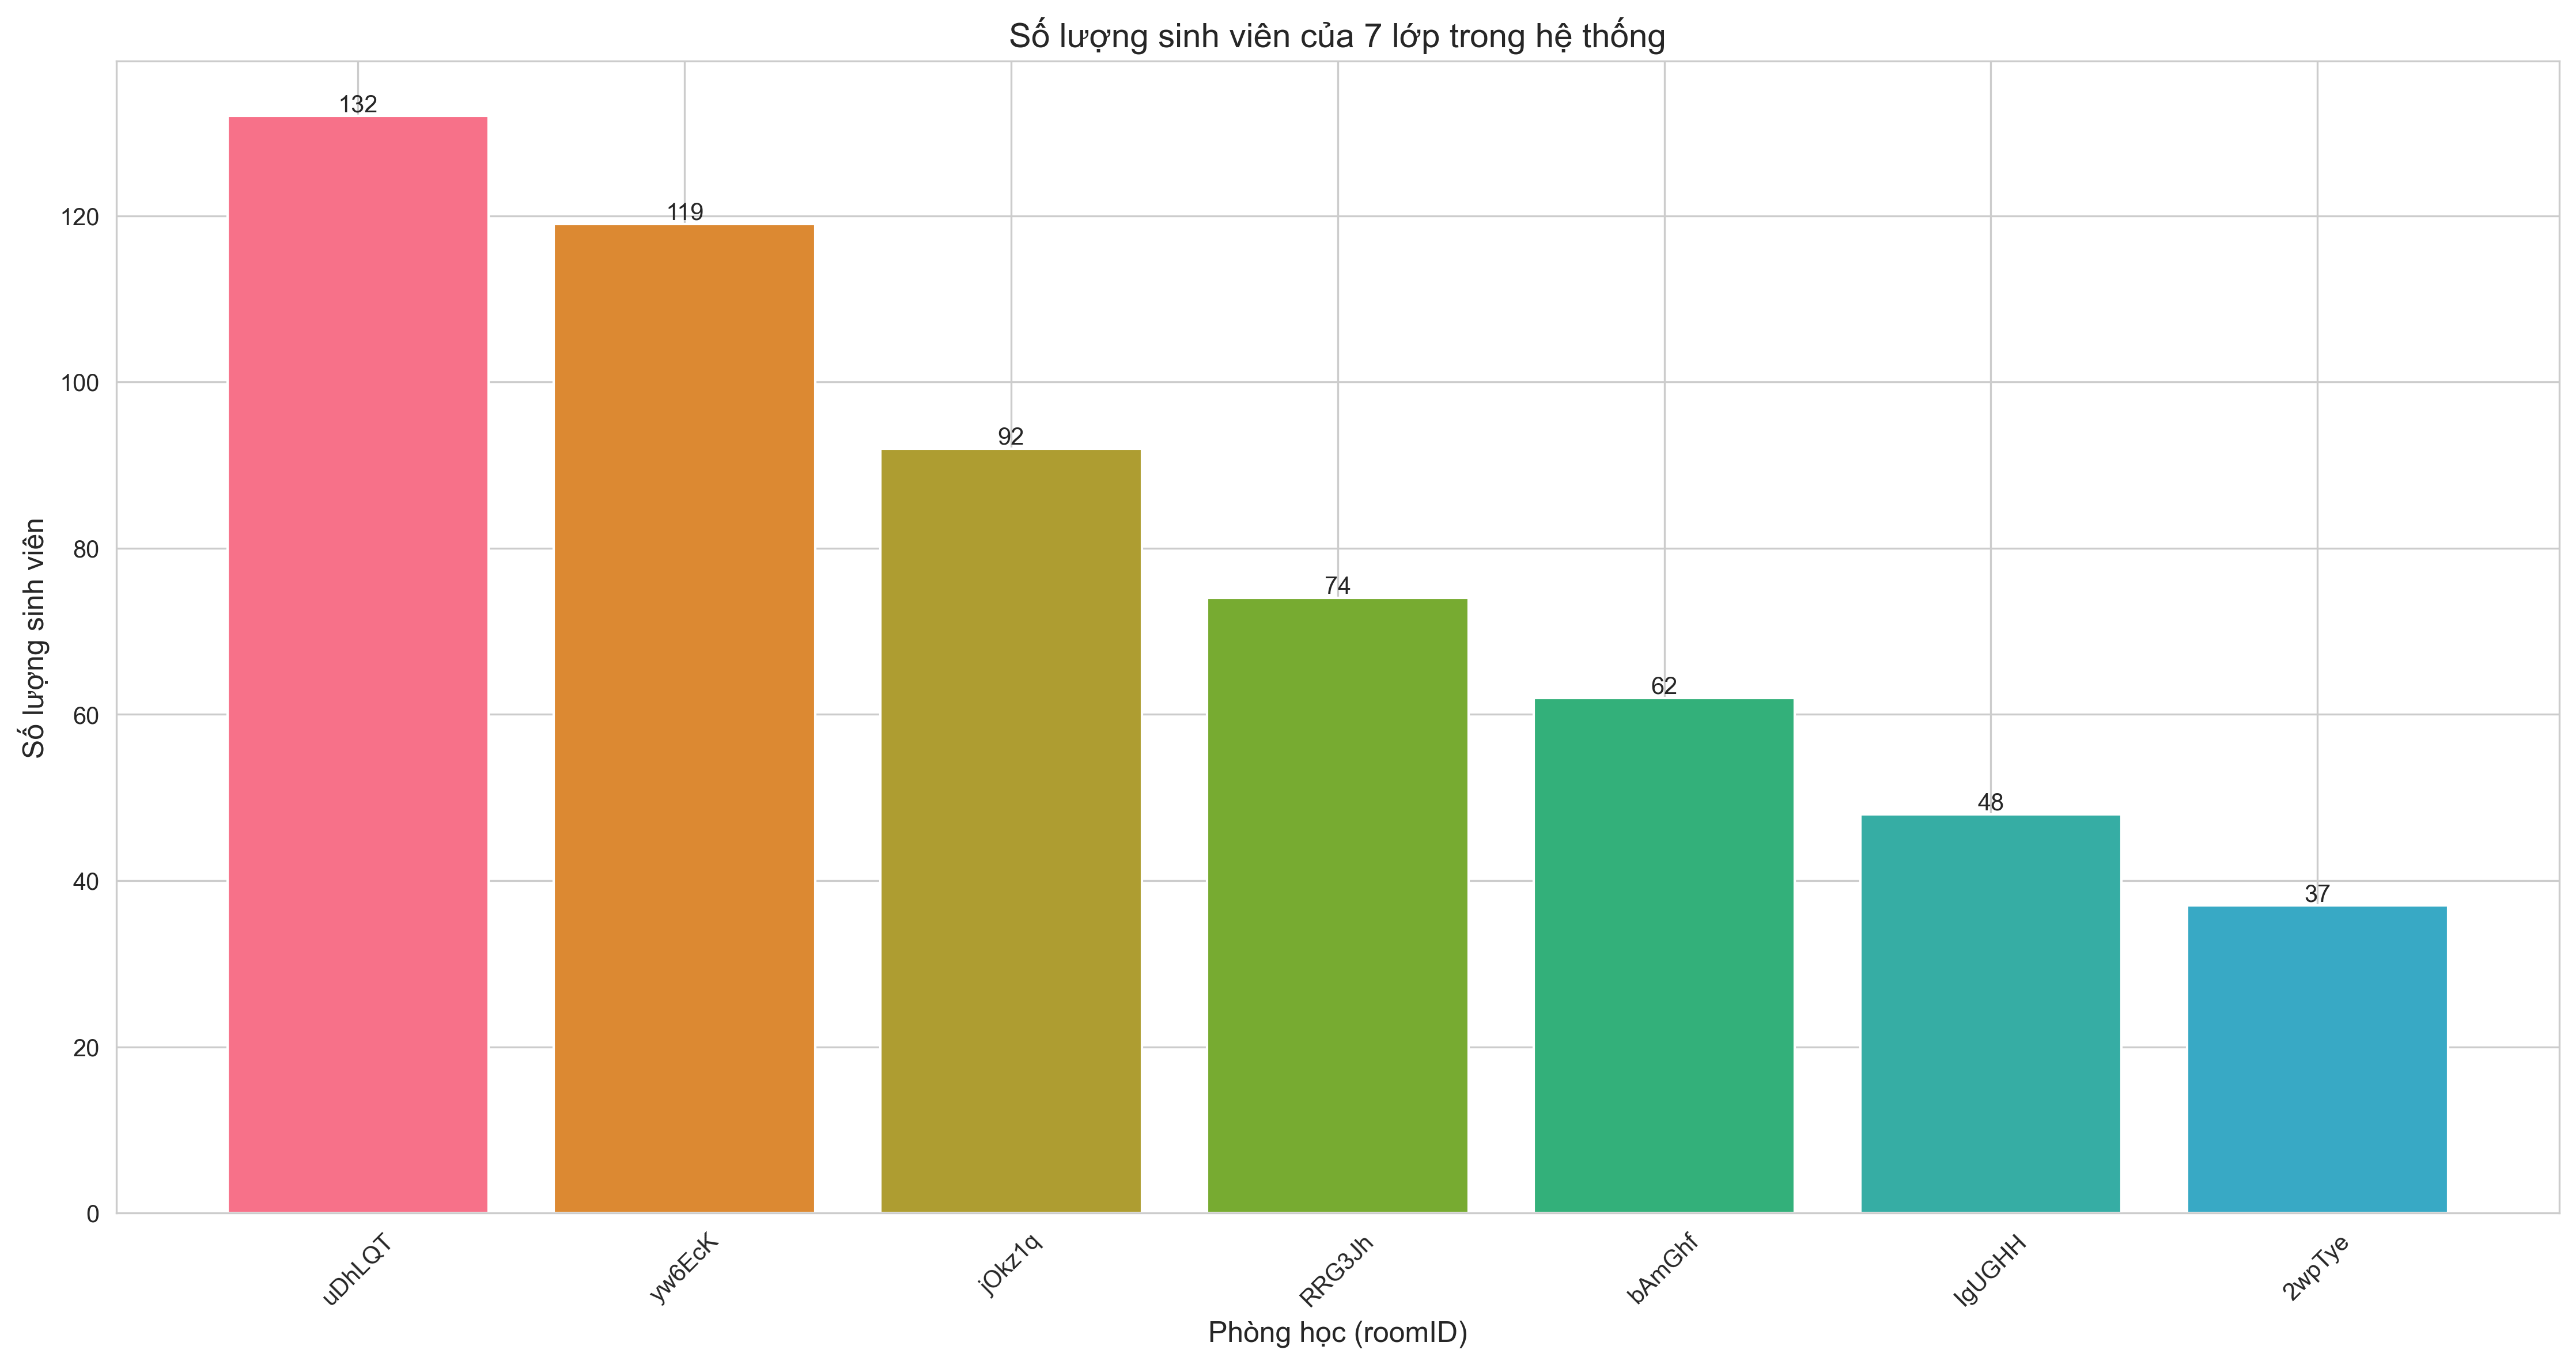 Số lượng sinh viên của 7 lớp trong hệ thống
Số lượng sinh viên
120
100
80
60
40
20
0
132
119
92
74
62
48
37
uDhLQT
yw6EcK
jOkz1q
RRG3Jh
bAmGhf
IgUGHH
2wpTye
Phòng học (roomID)